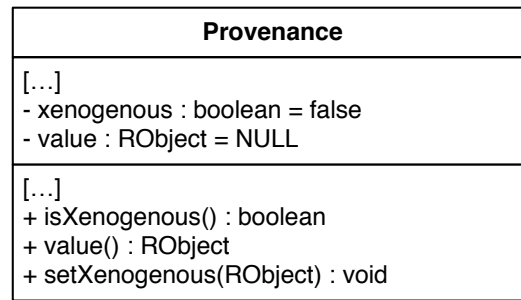 Provenance
[…]
- xenogenous : boolean = false
- value : RObject = NULL
[…]
+ isXenogenous() : boolean
+ value() : RObject
+ setXenogenous(RObject) : void